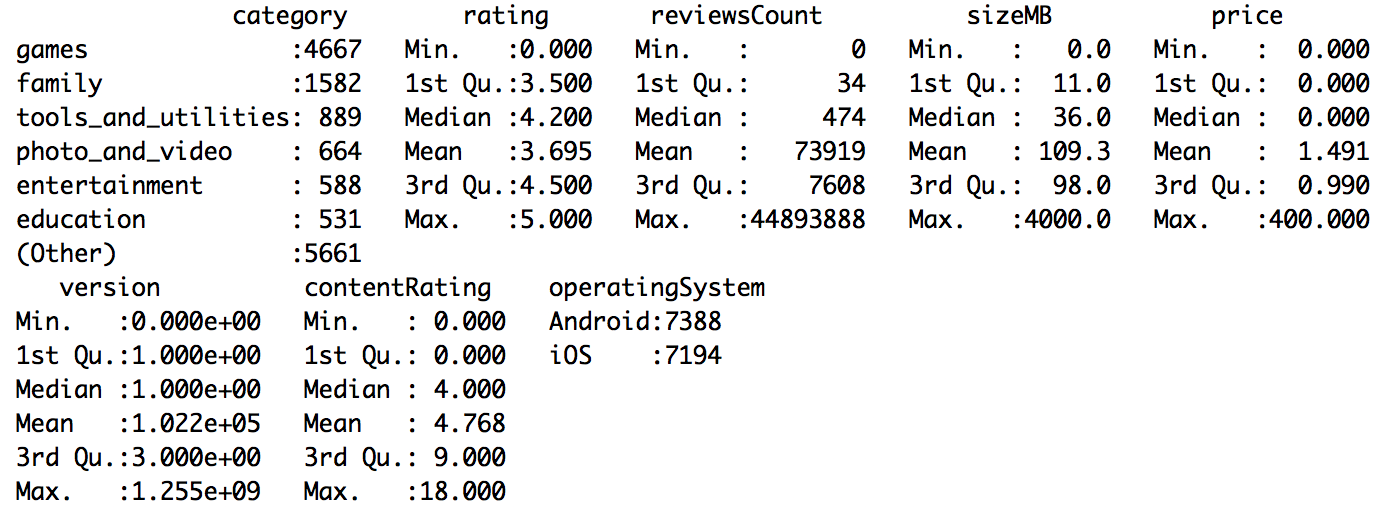 category        rating       reviewsCount          sizeMB           price
games              :4667   Min.   :0.000   Min.   :       0   Min.   :   0.0   Min.   :  0.000
family             :1582   1st Qu.:3.500   1st Qu.:      34   1st Qu.:  11.0   1st Qu.:  0.000
tools_and_utilities: 889   Median :4.200   Median :     474   Median :  36.0   Median :  0.000
photo_and_video    : 664   Mean   :3.695   Mean   :   73919   Mean   : 109.3   Mean   :  1.491
entertainment      : 588   3rd Qu.:4.500   3rd Qu.:    7608   3rd Qu.:  98.0   3rd Qu.:  0.990
education          : 531   Max.   :5.000   Max.   :44893888   Max.   :4000.0   Max.   :400.000
(Other)            :5661
   version          contentRating    operatingSystem
Min.   :0.000e+00   Min.   : 0.000   Android:7388
1st Qu.:1.000e+00   1st Qu.: 0.000   iOS    :7194
Median :1.000e+00   Median : 4.000
Mean   :1.022e+05   Mean   : 4.768
3rd Qu.:3.000e+00   3rd Qu.: 9.000
Max.   :1.255e+09   Max.   :18.000